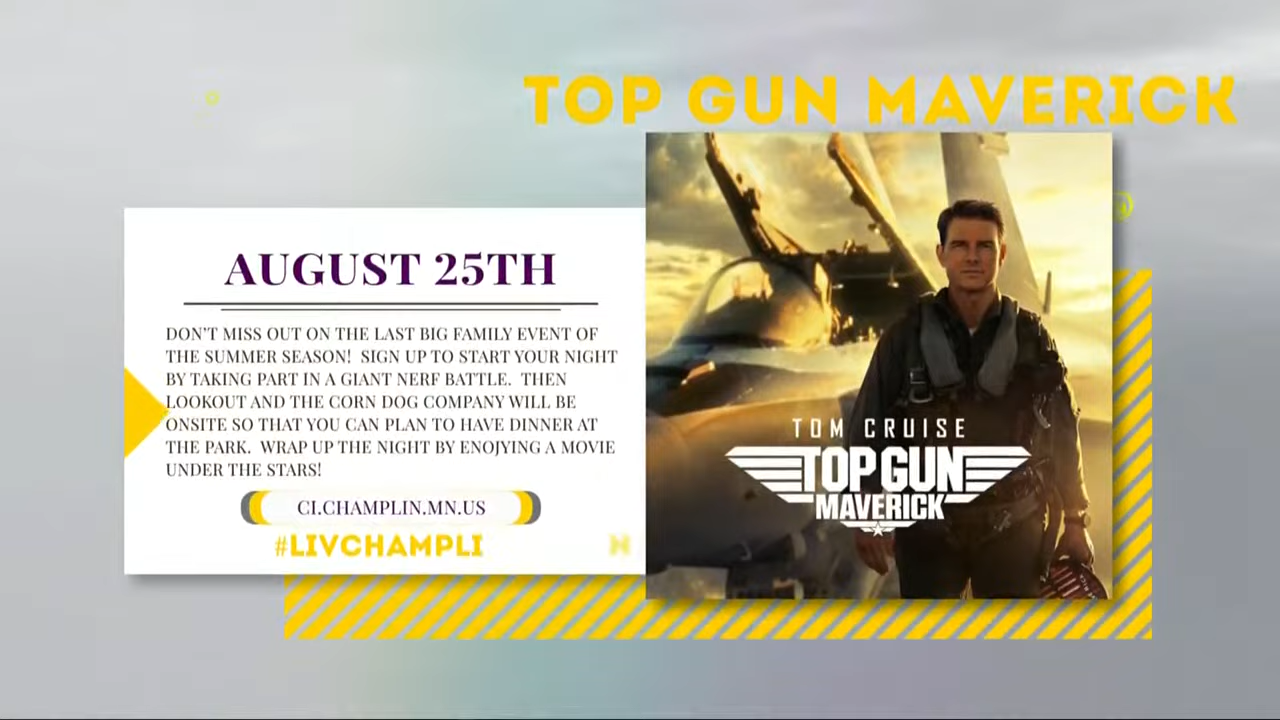 TOP GUN MAVERICK
AUGUST 25TH
DON'T MISS OUT ON THE LAST BIG FAMILY EVENT OF
THE SUMMER SEASON! SIGN UP TO START YOUR NIGHT
BY TAKING PART IN A GIANT NERF BATTLE. THEN
LOOKOUT AND THE CORN DOG COMPANY WILL BE
ONSITE SO THAT YOU CAN PLAN TO HAVE DINNER AT
THE PARK. WRAP UP THE NIGHT BY ENOJYING A MOVIE
UNDER THE STARS!
CI.CHAMPLIN.MN.US
#LIVCHAMPLI
TOM CRUISE
TOP GUN
MAVERICK